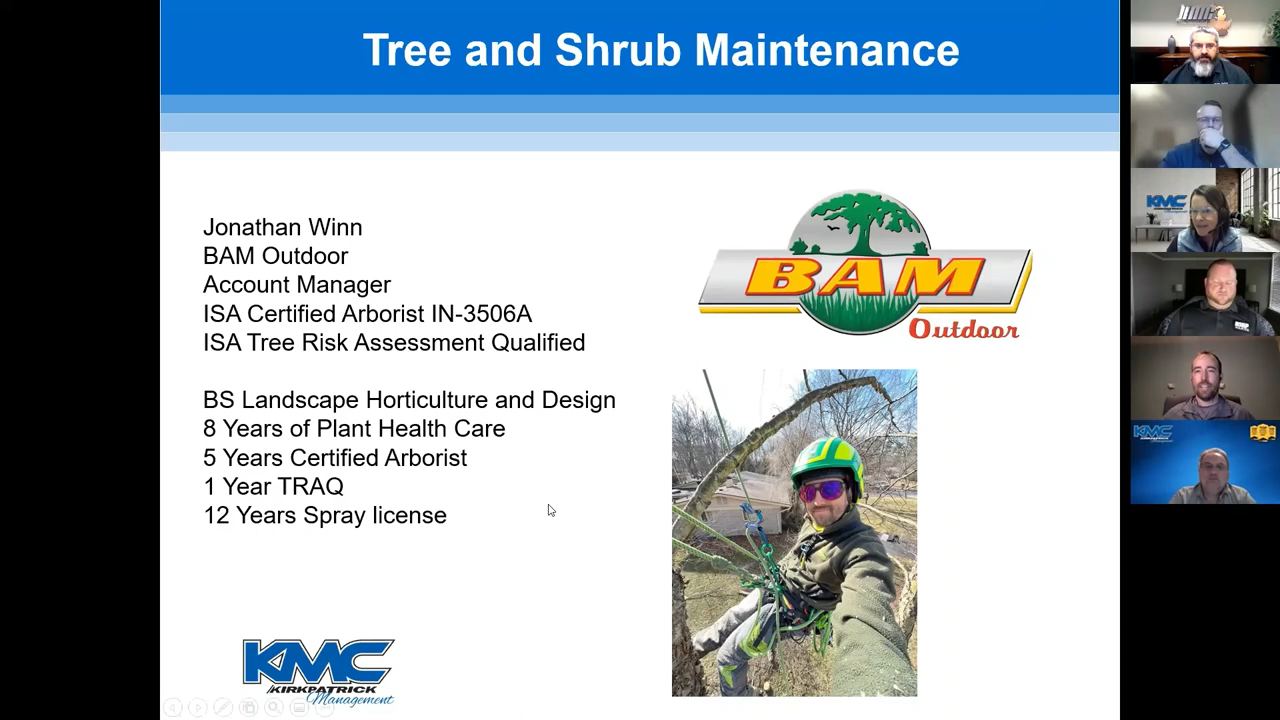 Tree and Shrub Maintenance
Jonathan Winn
BAM Outdoor
Account Manager
ISA Certified Arborist IN-3506A
ISA Tree Risk Assessment Qualified
BS Landscape Horticulture and Design
8 Years of Plant Health Care
5 Years Certified Arborist
1 Year TRAQ
12 Years Spray license
BAM
Outdoor
KMC
KIRKPATRICK
Management
KMC
KMC